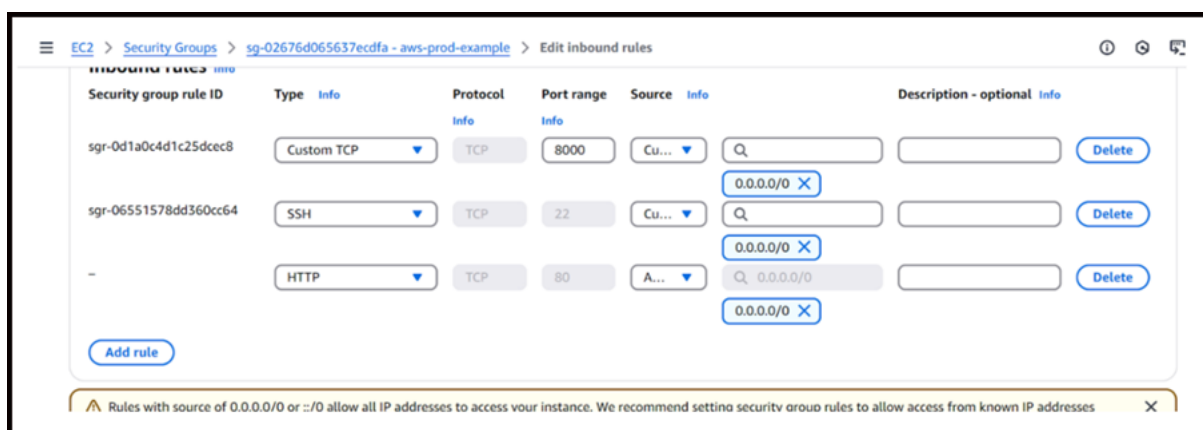 EC2 > Security Groups > sg-02676d065637ecdfa - aws-prod-example > Edit inbound rules
Inbound rules Info
Security group rule ID Type Info Protocol Info Port range Info Source Info Description - optional Info
sgr-0d1a0c4d1c25dcec8 Custom TCP TCP 8000 Cu... Delete
0.0.0.0/0
sgr-06551578dd360cc64 SSH TCP 22 Cu... Delete
0.0.0.0/0
– HTTP TCP 80 A... 0.0.0.0/0 Delete
0.0.0.0/0
Add rule
Rules with source of 0.0.0.0/0 or ::/0 allow all IP addresses to access your instance. We recommend setting security group rules to allow access from known IP addresses